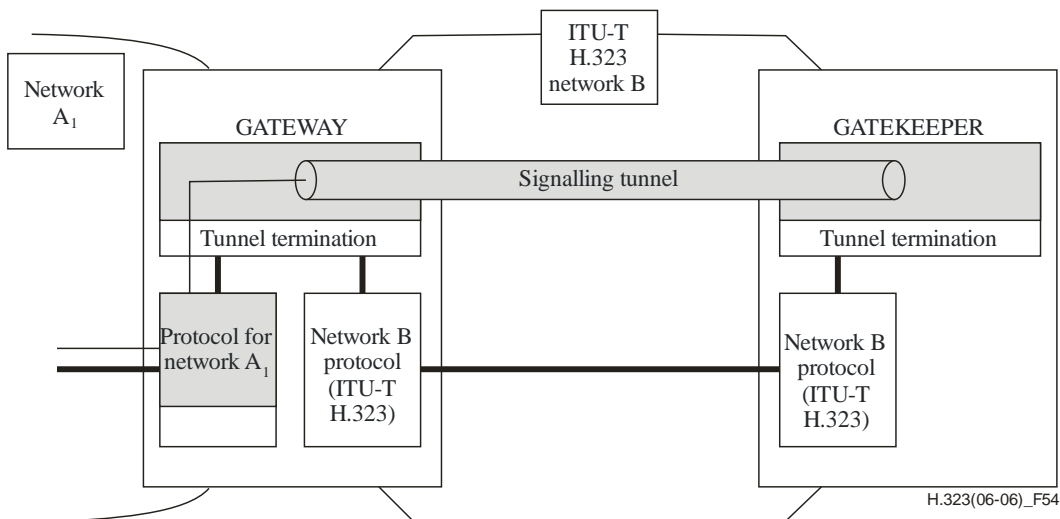 ITU-T
H.323
network B
Network
A₁
GATEWAY
GATEKEEPER
Signalling tunnel
Tunnel termination
Tunnel termination
Protocol for
network A₁
Network B
protocol
(ITU-T
H.323)
Network B
protocol
(ITU-T
H.323)
H.323(06-06)_F54